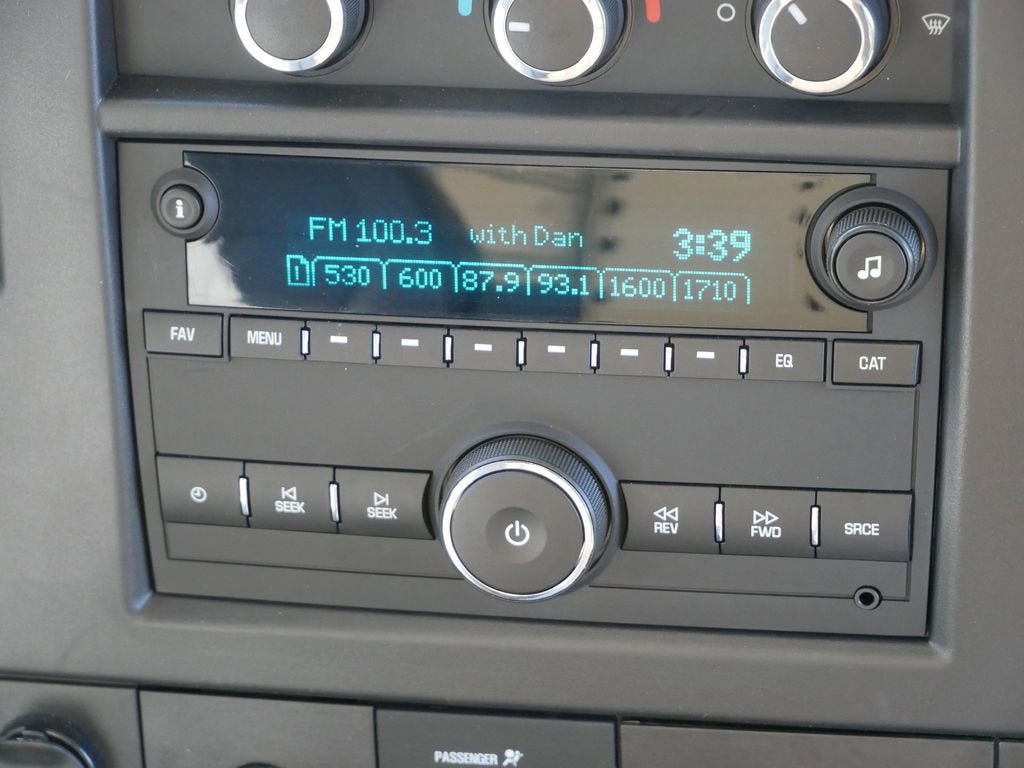 i
FM 100.3 with Dan 3:39
1 530 600 87.9 93.1 1600 1710
FAV MENU EQ CAT
SEEK SEEK REV FWD SRCE
PASSENGER